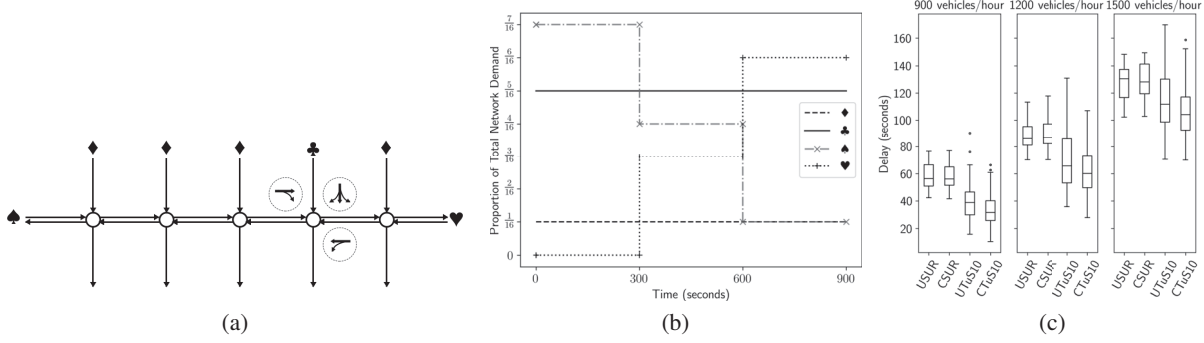 ♦ ♦ ♦ ♣ ♦
♠ ♥
(a)
Proportion of Total Network Demand
7/16
6/16
5/16
4/16
3/16
2/16
1/16
0
♦
♣
♠
♥
0 300 600 900
Time (seconds)
(b)
900 vehicles/hour 1200 vehicles/hour 1500 vehicles/hour
Delay (seconds)
160
140
120
100
80
60
40
20
USUR CSUR UTuS10 CTuS10
USUR CSUR UTuS10 CTuS10
USUR CSUR UTuS10 CTuS10
(c)